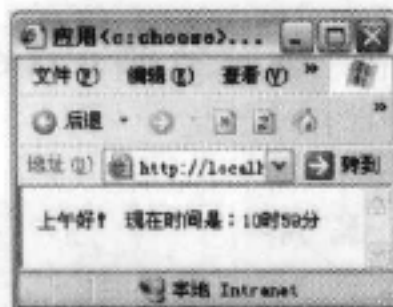 应用<c:choose>...
文件(F) 编辑(E) 查看(V) »
后退 »
地址(D) http://localh 转到
上午好! 现在时间是:10时59分
本地 Intranet